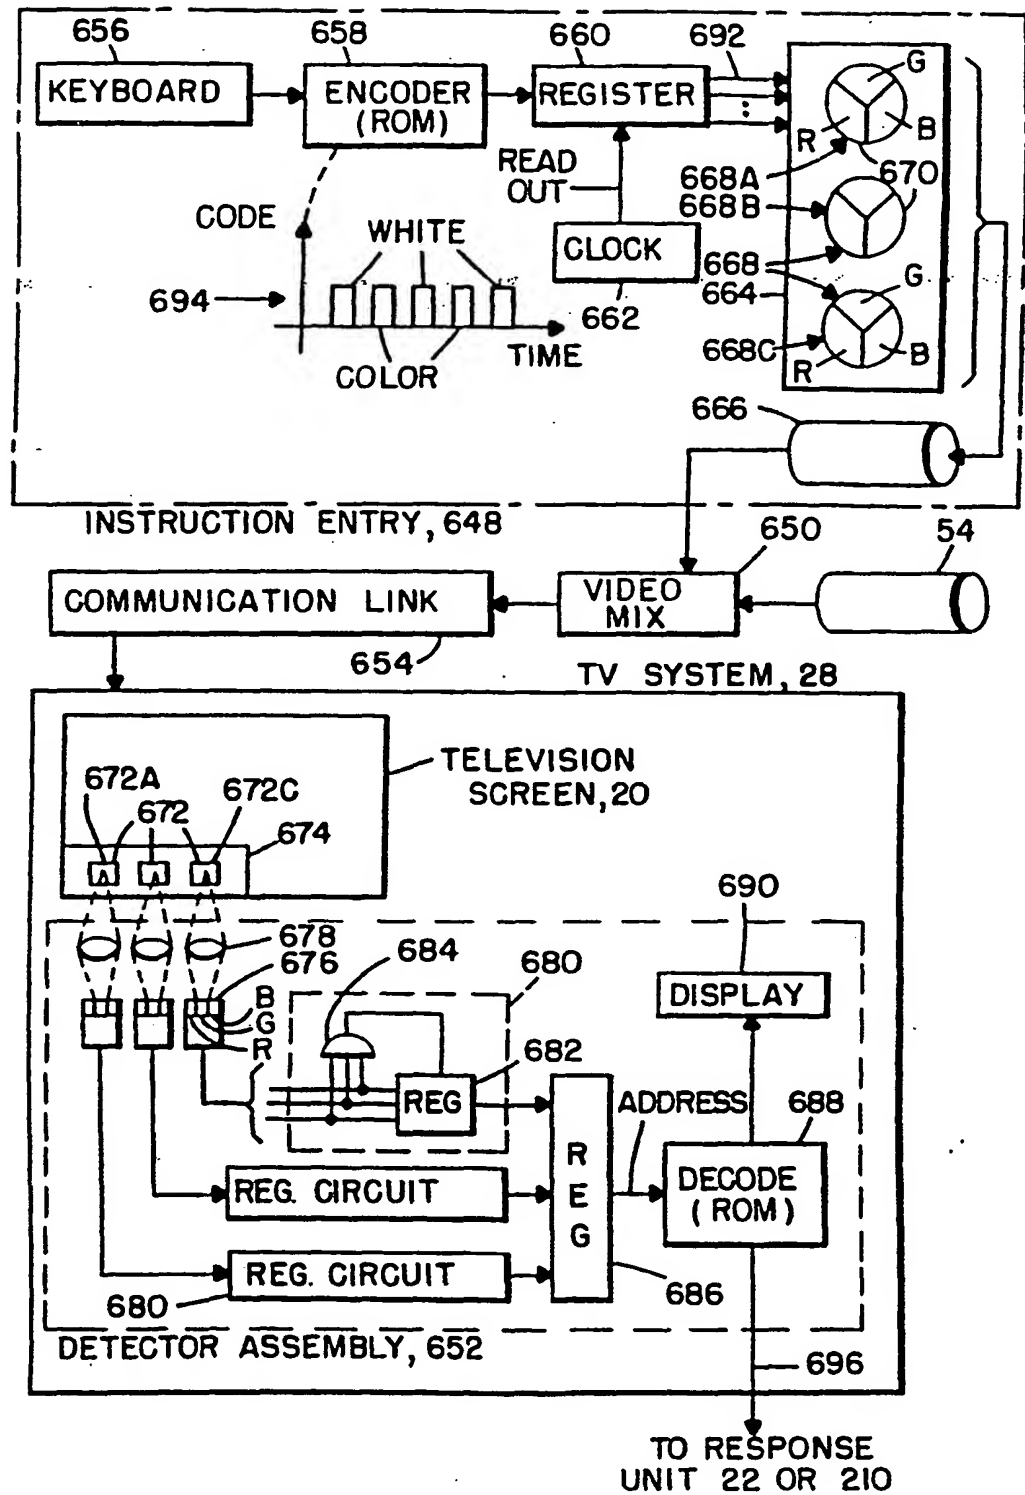 656
658
660
692
KEYBOARD
ENCODER
(ROM)
REGISTER
G
R
B
READ
OUT
668A
670
668B
CODE
WHITE
CLOCK
668
G
694
664
662
TIME
668C
B
R
COLOR
666
INSTRUCTION ENTRY, 648
650
54
COMMUNICATION LINK
VIDEO
MIX
654
TV SYSTEM, 28
TELEVISION
SCREEN, 20
672A
672
672C
674
690
678
684
680
676
DISPLAY
B
G
R
682
REG
ADDRESS
688
R
E
G
DECODE
(ROM)
REG. CIRCUIT
REG. CIRCUIT
680
686
DETECTOR ASSEMBLY, 652
696
TO RESPONSE
UNIT 22 OR 210